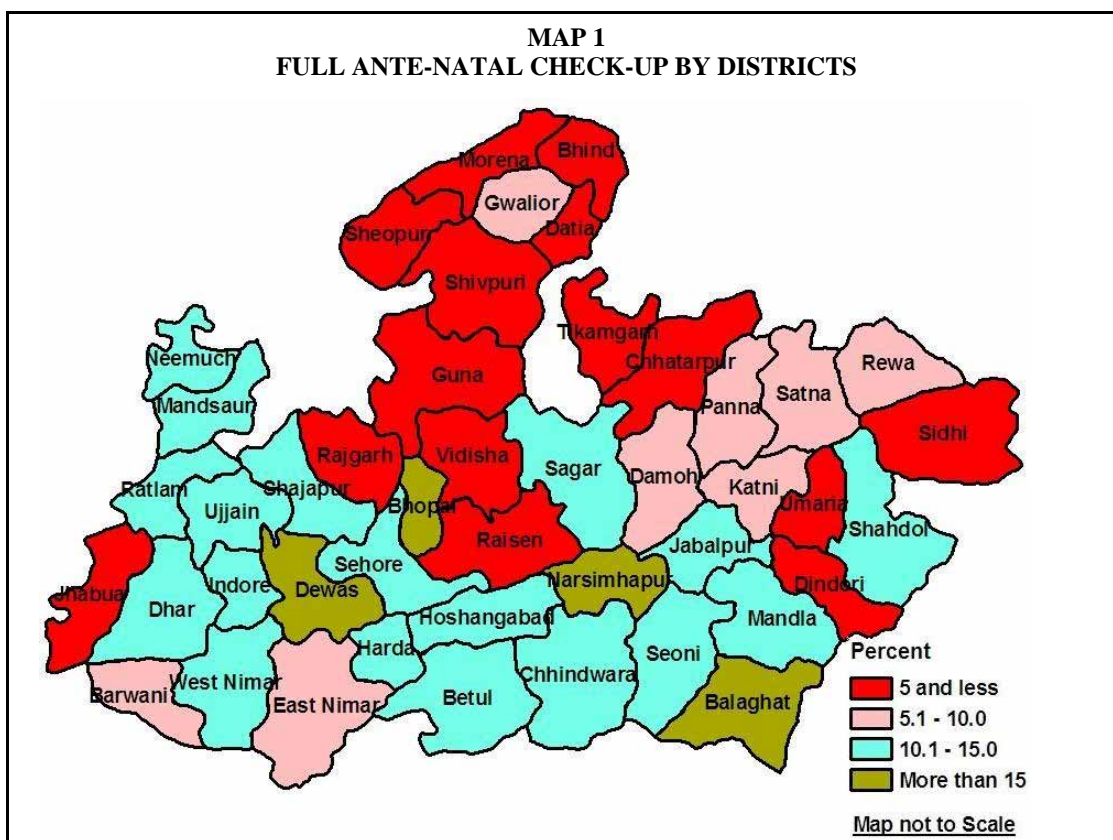 MAP 1
FULL ANTE-NATAL CHECK-UP BY DISTRICTS
Morena
Bhind
Gwalior
Sheopur
Datia
Shivpuri
Tikamgarh
Neemuch
Chhatarpur
Rewa
Guna
Satna
Mandsaur
Panna
Sidhi
Rajgarh
Vidisha
Sagar
Damoh
Katni
Ratlam
Shajapur
Umaria
Ujjain
Bhopal
Shahdol
Raisen
Jabalpur
Sehore
Narsimhapur
Dindori
Jhabua
Indore
Dewas
Dhar
Hoshangabad
Mandla
Harda
Seoni
Chhindwara
West Nimar
Barwani
East Nimar
Betul
Balaghat
Percent
5 and less
5.1 - 10.0
10.1 - 15.0
More than 15
Map not to Scale